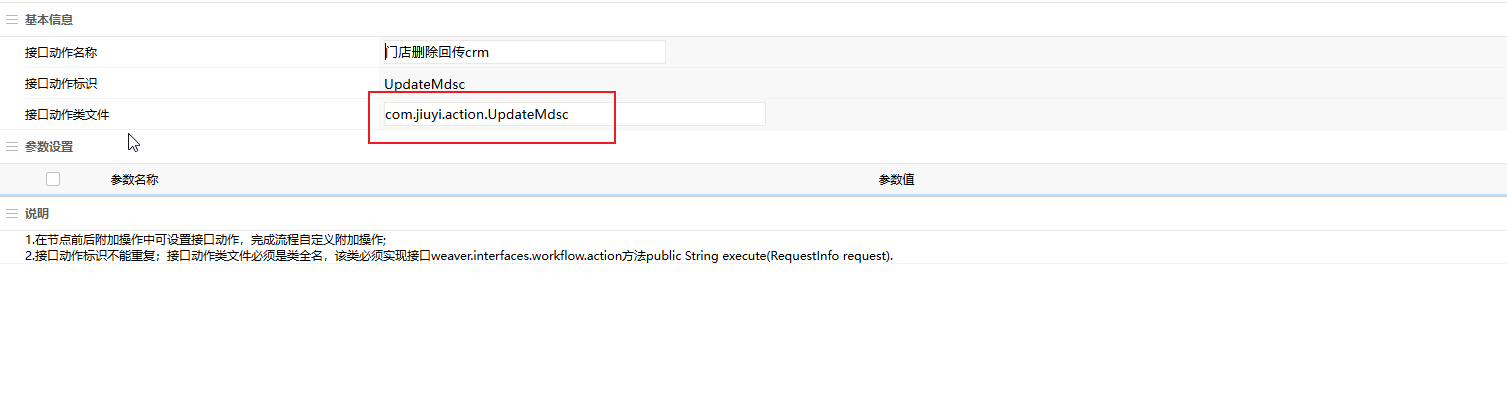 基本信息
接口动作名称 门店删除回传crm
接口动作标识 UpdateMdsc
接口动作类文件 com.jiuyi.action.UpdateMdsc
参数设置
参数名称 参数值
说明
1.在节点前后附加操作中可设置接口动作，完成流程自定义附加操作;
2.接口动作标识不能重复；接口动作类文件必须是类全名，该类必须实现接口weaver.interfaces.workflow.action方法public String execute(RequestInfo request).